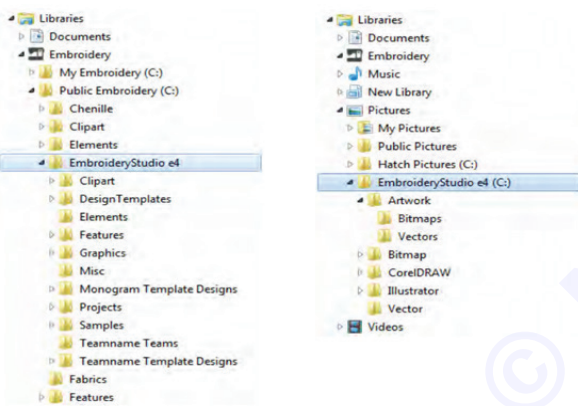 Libraries
Documents
Embroidery
My Embroidery (C:)
Public Embroidery (C:)
Chenille
Clipart
Elements
EmbroideryStudio e4
Clipart
DesignTemplates
Elements
Features
Graphics
Misc
Monogram Template Designs
Projects
Samples
Teamname Teams
Teamname Template Designs
Fabrics
Features
Libraries
Documents
Embroidery
Music
New Library
Pictures
My Pictures
Public Pictures
Hatch Pictures (C:)
EmbroideryStudio e4 (C:)
Artwork
Bitmaps
Vectors
Bitmap
CorelDRAW
Illustrator
Vector
Videos
©